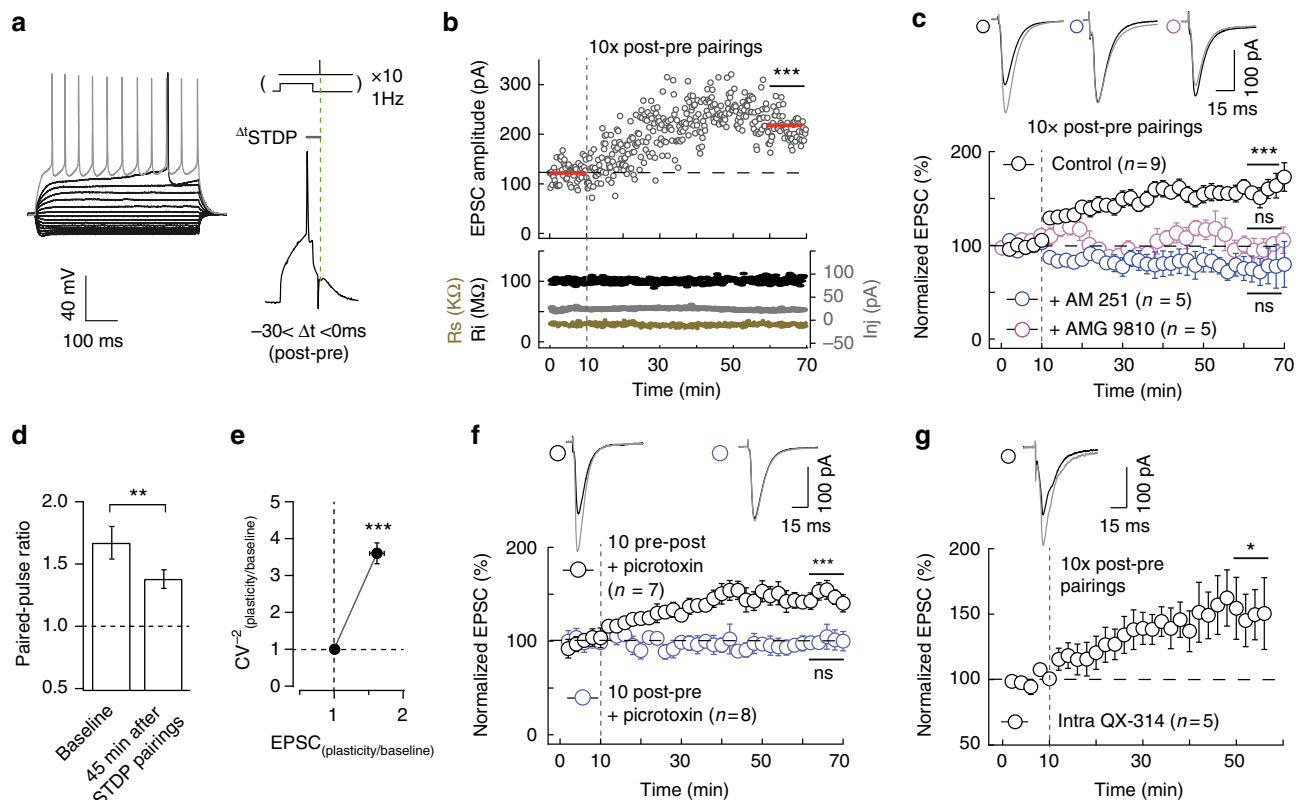 a
( ) ×10
1Hz
ΔtSTDP
40 mV
100 ms
−30< Δt <0ms
(post-pre)
b
10x post-pre pairings
***
EPSC amplitude (pA)
300
200
100
0
Rs (KΩ)
Ri (MΩ)
100
0
Inj (pA)
100
50
0
−50
0 10 30 50 70
Time (min)
c
100 pA
15 ms
10× post-pre pairings
***
Control (n=9)
ns
+ AM 251 (n = 5)
ns
+ AMG 9810 (n = 5)
Normalized EPSC (%)
200
100
0
0 10 30 50 70
Time (min)
d
**
Paired-pulse ratio
2.0
1.5
1.0
0.5
Baseline
45 min after
STDP pairings
e
***
CV−2(plasticity/baseline)
5
4
3
2
1
0
1 2
EPSC(plasticity/baseline)
f
100 pA
15 ms
10 pre-post
+ picrotoxin
(n = 7)
***
ns
10 post-pre
+ picrotoxin (n=8)
Normalized EPSC (%)
200
100
0
0 10 30 50 70
Time (min)
g
100 pA
15 ms
10x post-pre
pairings
*
Intra QX-314 (n=5)
Normalized EPSC (%)
200
150
100
50
0 10 20 40 60
Time (min)